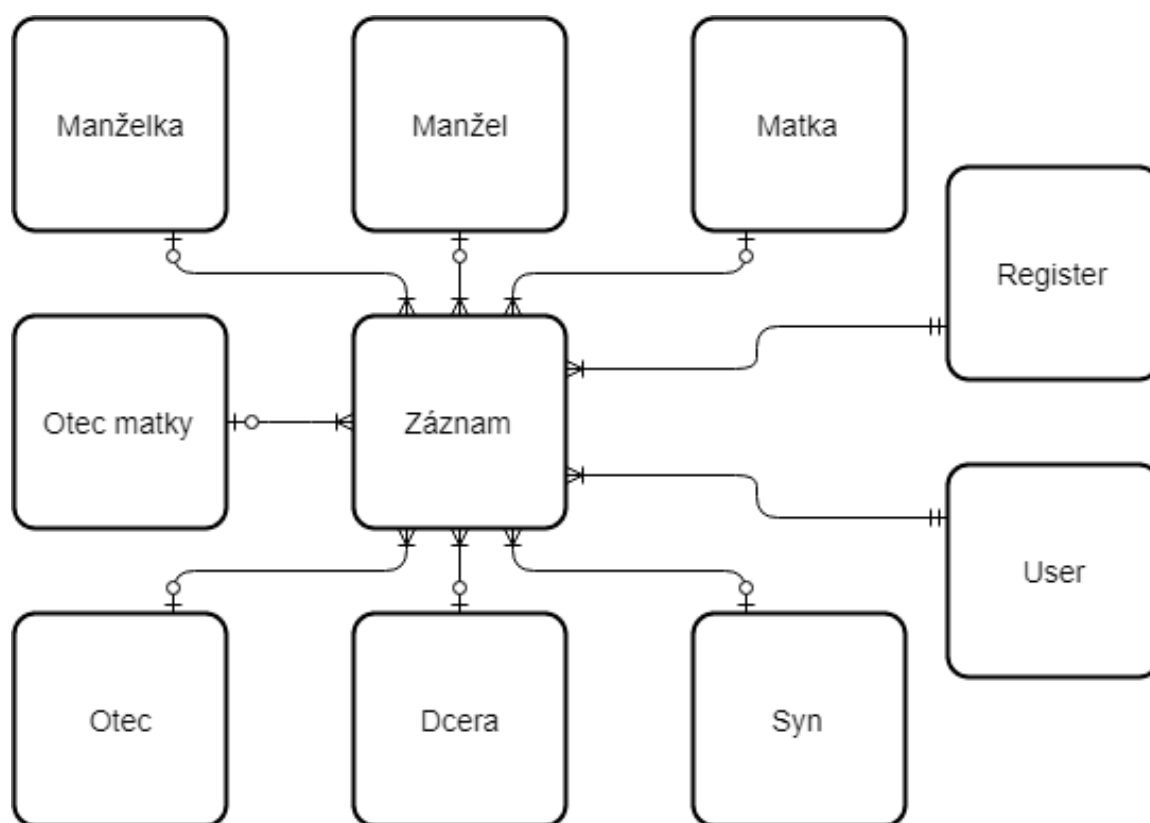 Manželka
Manžel
Matka
Register
Otec matky
Záznam
User
Otec
Dcera
Syn